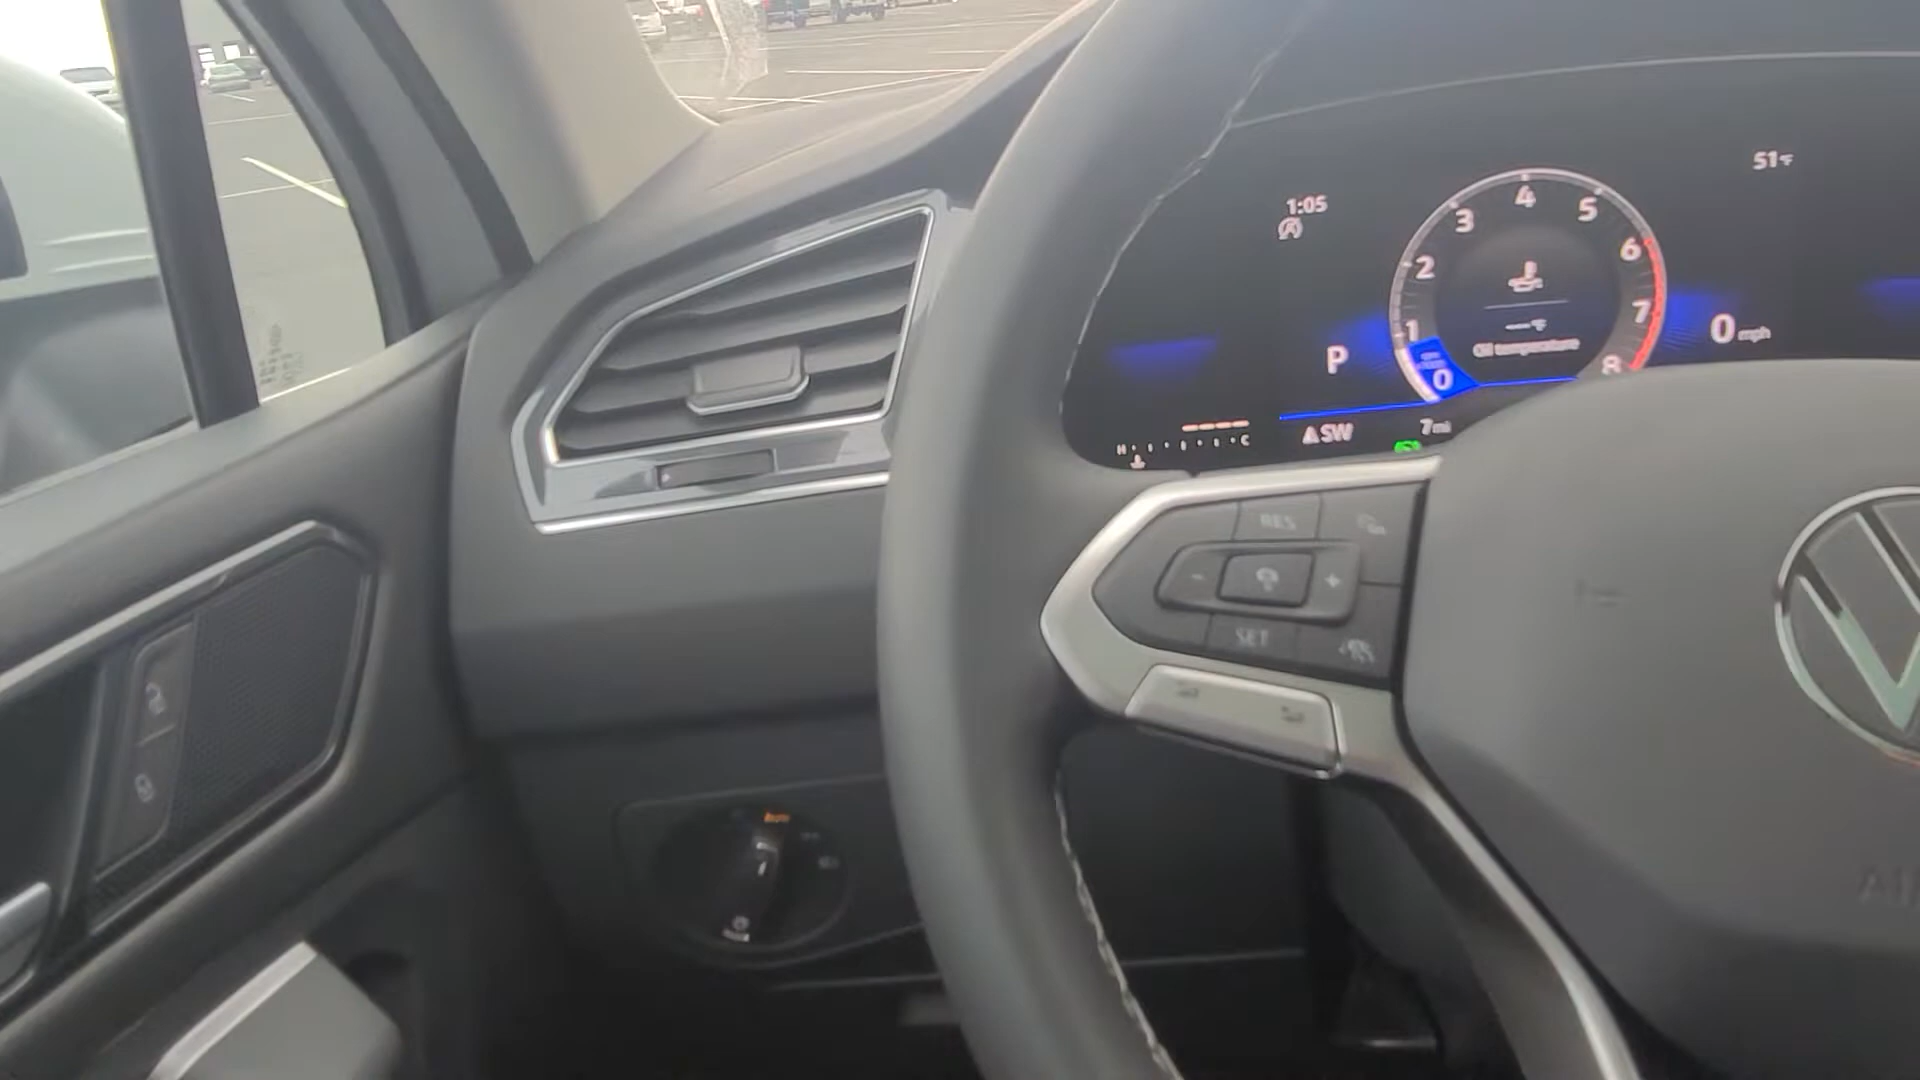 51°F
1:05
1
2
3
4
5
6
7
8
0
P
0 mph
--- °F
Oil temperature
SW
7 mi
H C
RES
- +
SET
AUTO